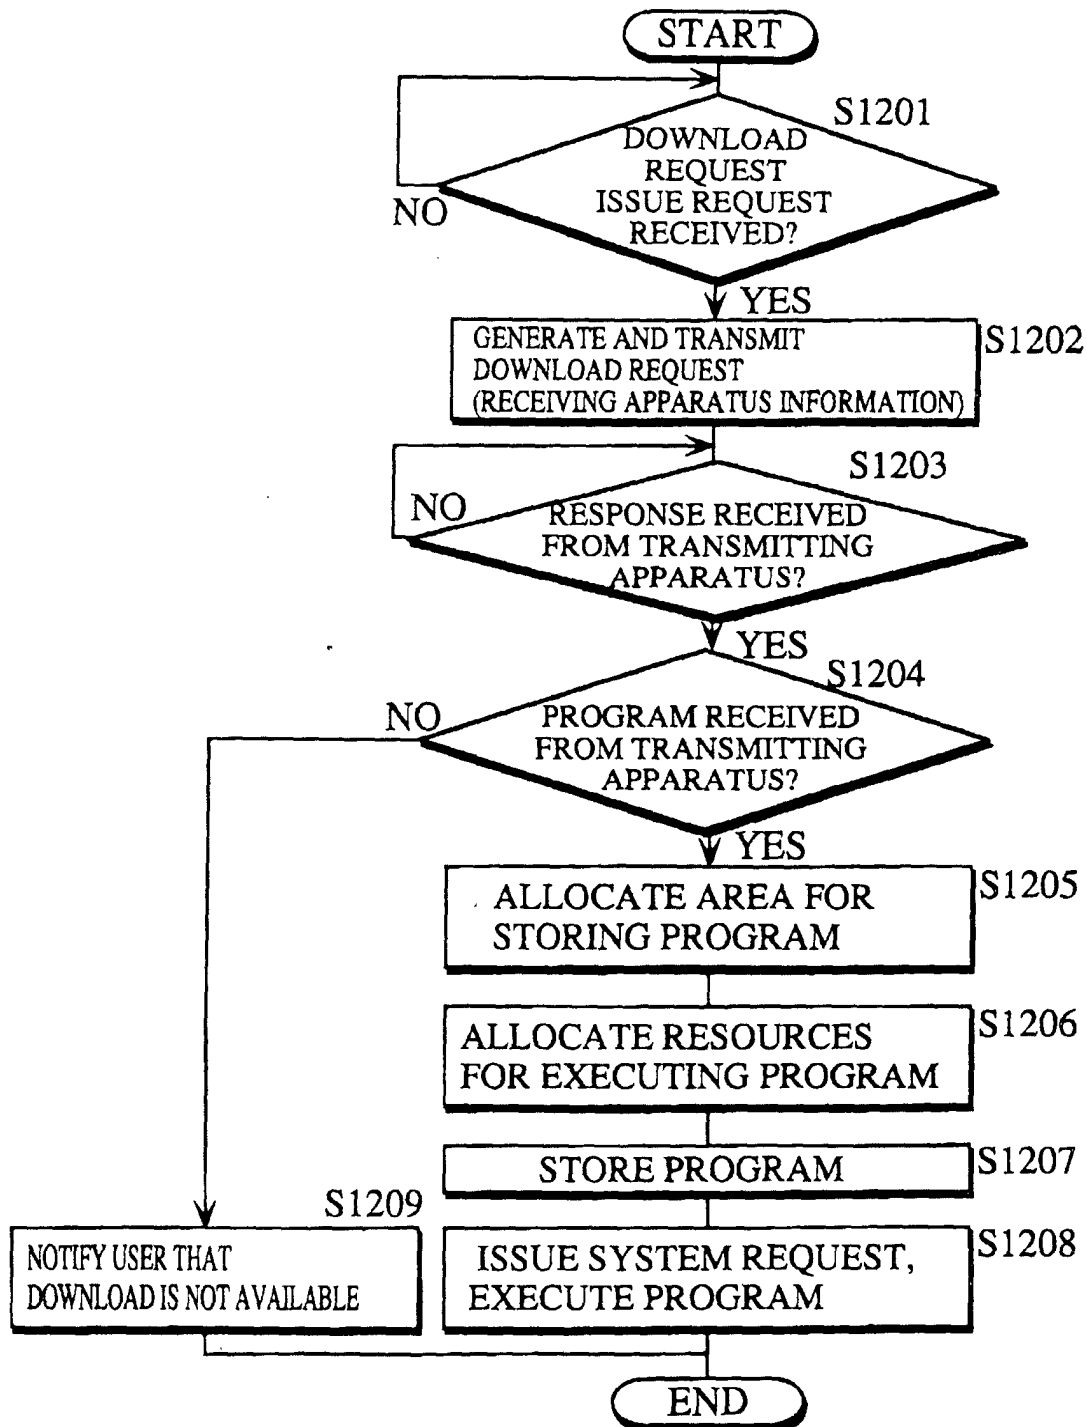 START
S1201
DOWNLOAD
REQUEST
ISSUE REQUEST
RECEIVED?
NO
YES
GENERATE AND TRANSMIT
DOWNLOAD REQUEST
(RECEIVING APPARATUS INFORMATION)
S1202
S1203
NO
RESPONSE RECEIVED
FROM TRANSMITTING
APPARATUS?
YES
S1204
NO
PROGRAM RECEIVED
FROM TRANSMITTING
APPARATUS?
YES
ALLOCATE AREA FOR
STORING PROGRAM
S1205
ALLOCATE RESOURCES
FOR EXECUTING PROGRAM
S1206
STORE PROGRAM
S1207
S1209
NOTIFY USER THAT
DOWNLOAD IS NOT AVAILABLE
ISSUE SYSTEM REQUEST,
EXECUTE PROGRAM
S1208
END